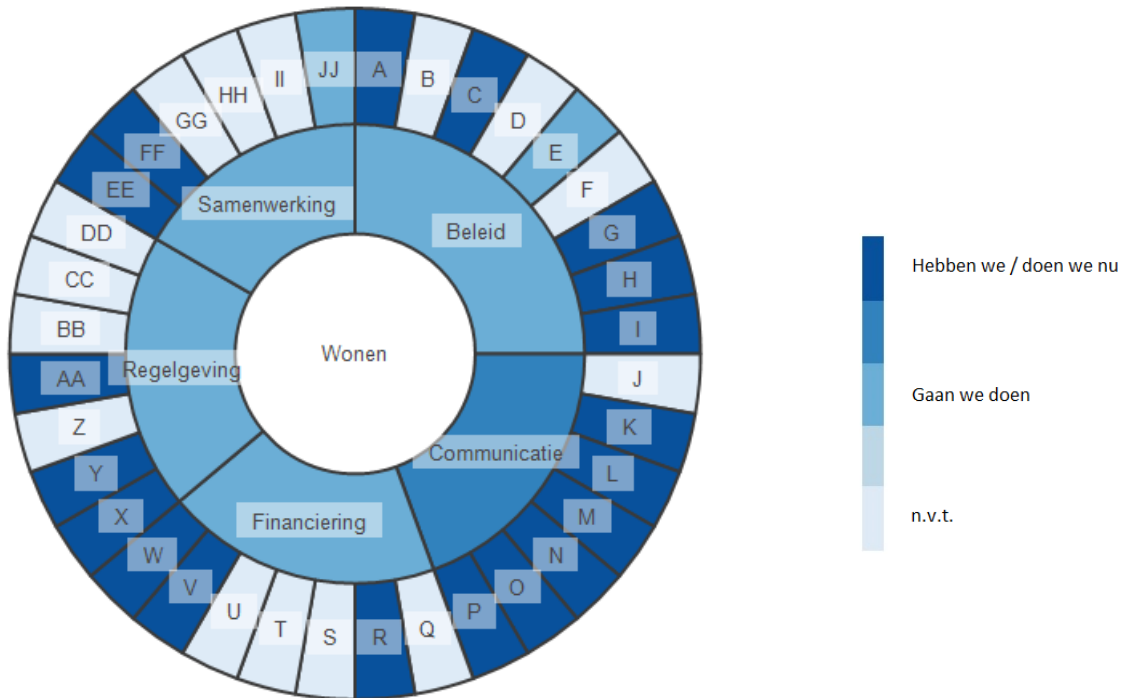 A
B
C
D
E
F
G
H
I
J
K
L
M
N
O
P
Q
R
S
T
U
V
W
X
Y
Z
AA
BB
CC
DD
EE
FF
GG
HH
II
JJ
Samenwerking
Beleid
Wonen
Regelgeving
Communicatie
Financiering
Hebben we / doen we nu
Gaan we doen
n.v.t.